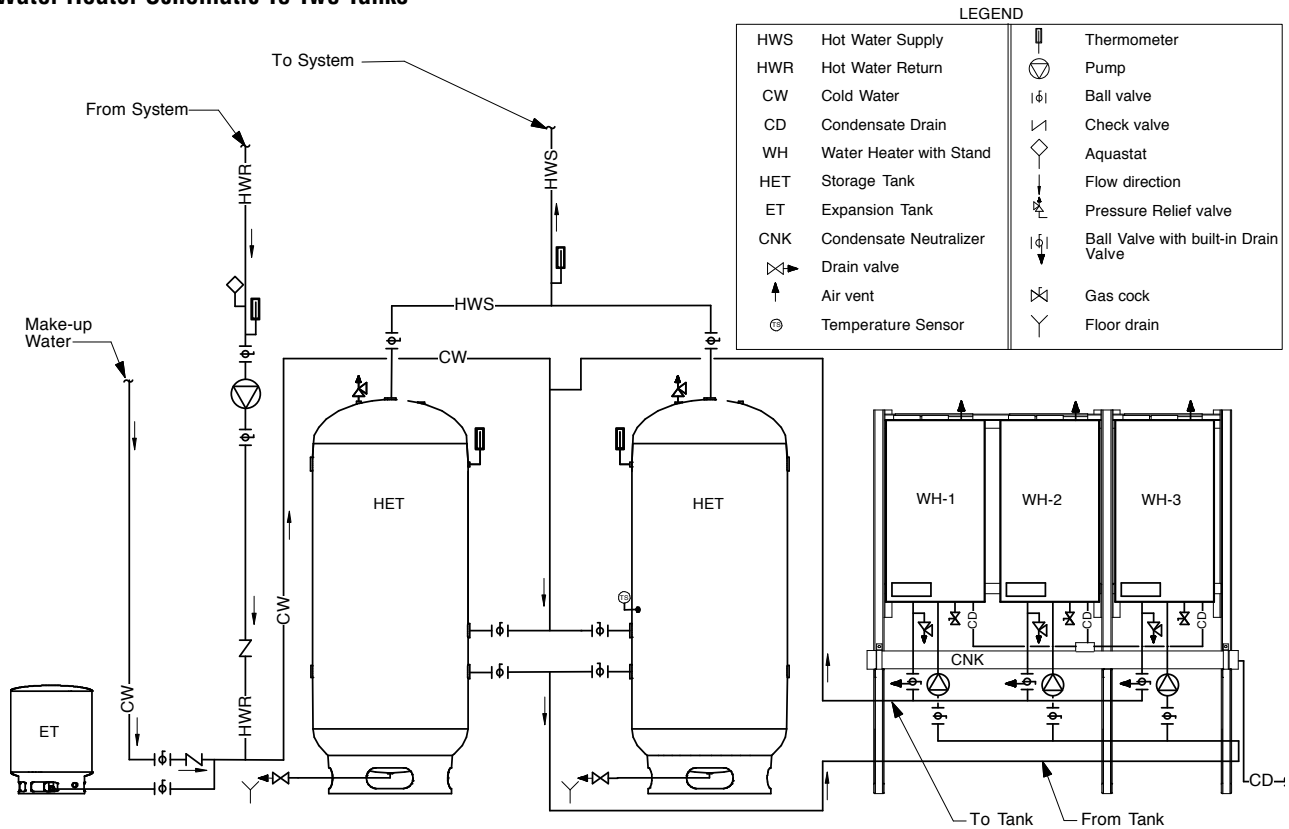 Water Heater Schematic To Two Tanks
LEGEND
HWS Hot Water Supply
HWR Hot Water Return
CW Cold Water
CD Condensate Drain
WH Water Heater with Stand
HET Storage Tank
ET Expansion Tank
CNK Condensate Neutralizer
Drain valve
Air vent
TS Temperature Sensor
Thermometer
Pump
Ball valve
Check valve
Aquastat
Flow direction
Pressure Relief valve
Ball Valve with built-in Drain
Valve
Gas cock
Floor drain
To System
From System
HWR
HWS
HWS
CW
Make-up
Water
HET
HET
WH-1
WH-2
WH-3
TS
CW
CD
CD
CD
CNK
CW
HWR
ET
CD
To Tank
From Tank